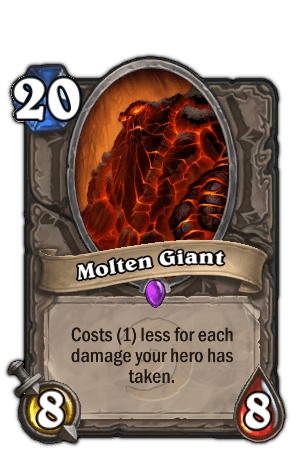 20
Molten Giant
Costs (1) less for each
damage your hero has
taken.
8
8